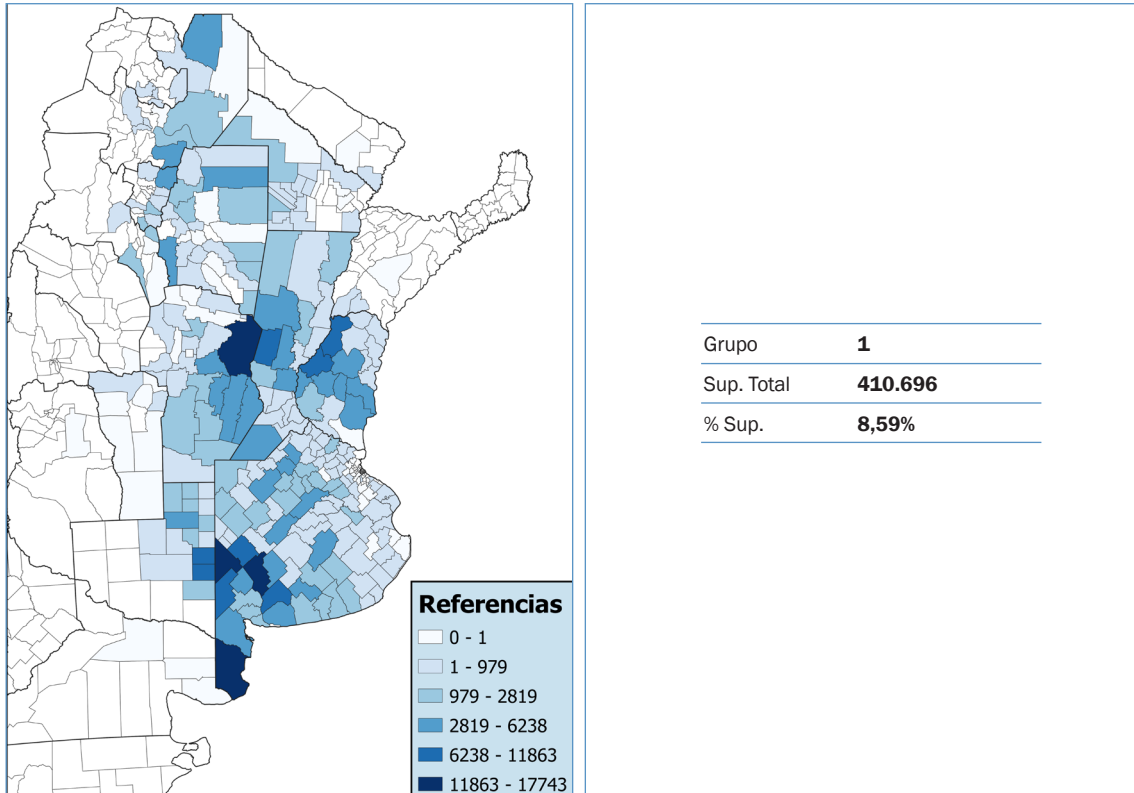 Referencias
0 - 1
1 - 979
979 - 2819
2819 - 6238
6238 - 11863
11863 - 17743
Grupo 1
Sup. Total 410.696
% Sup. 8,59%